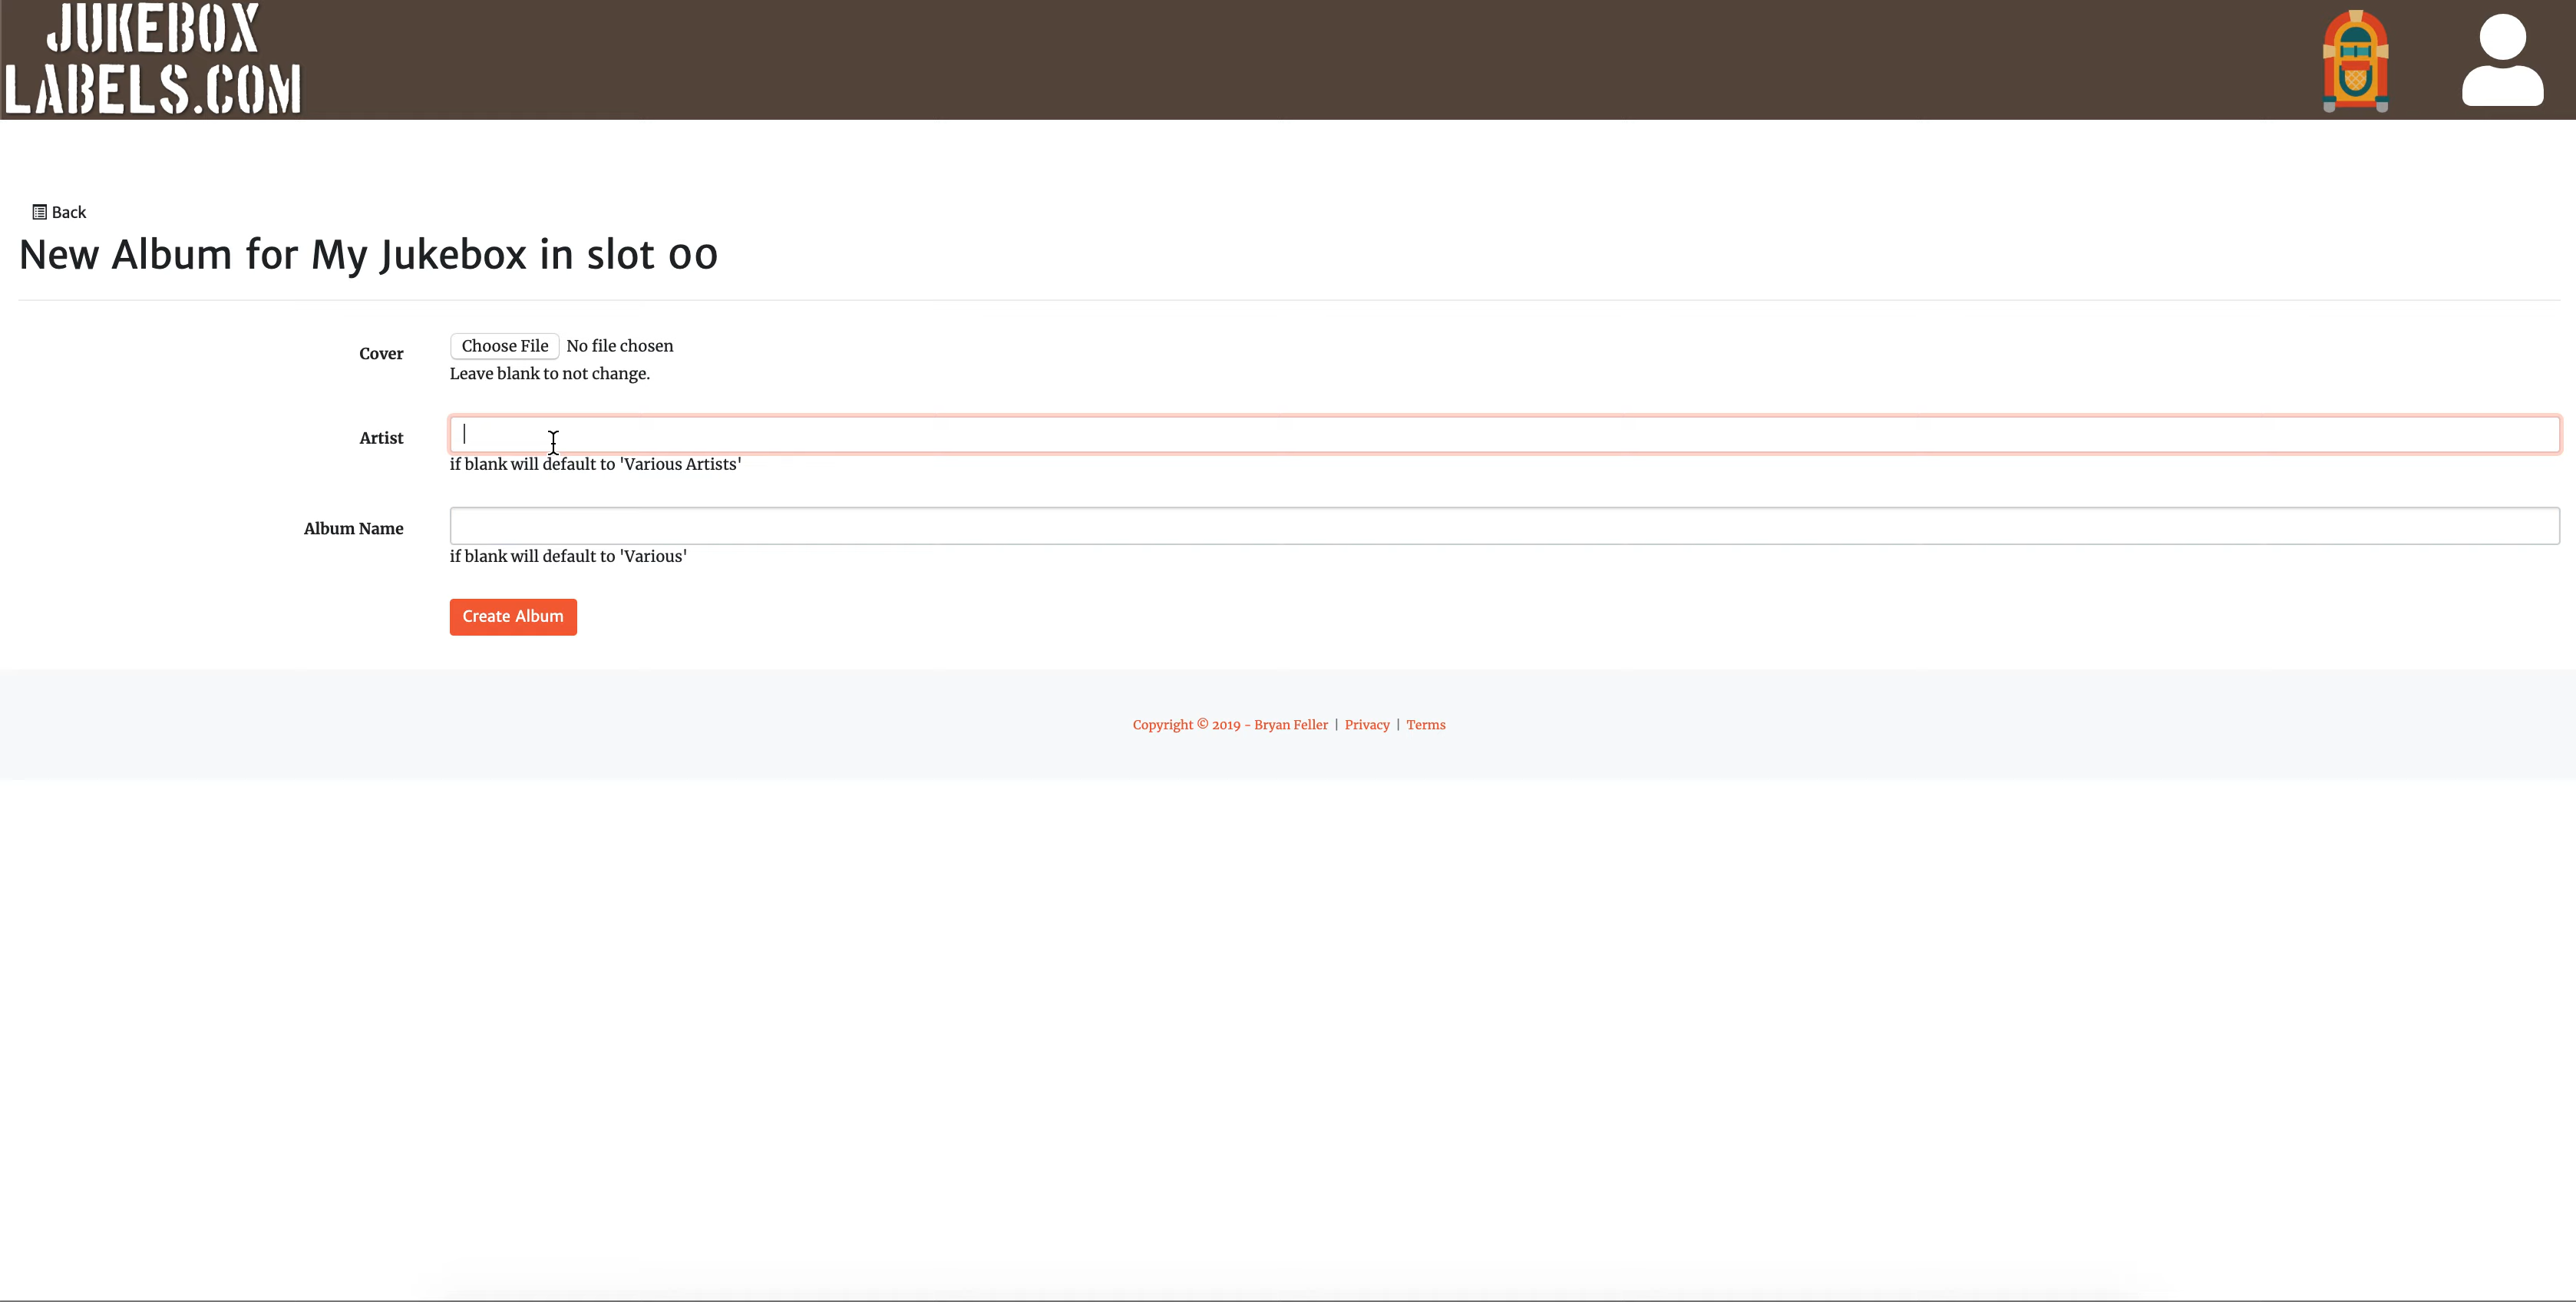 JUKEBOX
LABELS.COM
Back
New Album for My Jukebox in slot 00
Cover
Choose File No file chosen
Leave blank to not change.
Artist
if blank will default to 'Various Artists'
Album Name
if blank will default to 'Various'
Create Album
Copyright © 2019 - Bryan Feller | Privacy | Terms